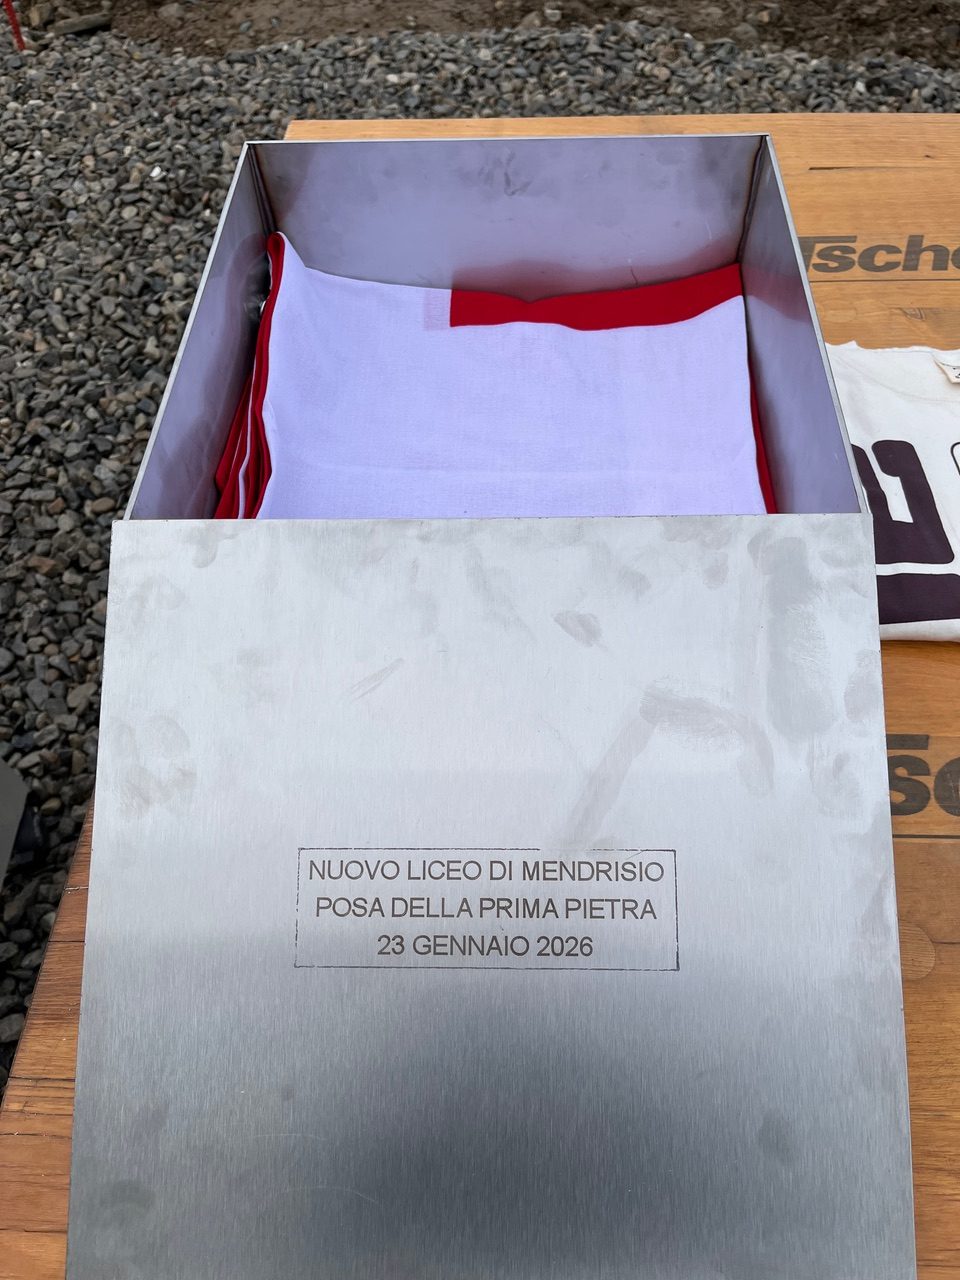 NUOVO LICEO DI MENDRISIO
POSA DELLA PRIMA PIETRA
23 GENNAIO 2026